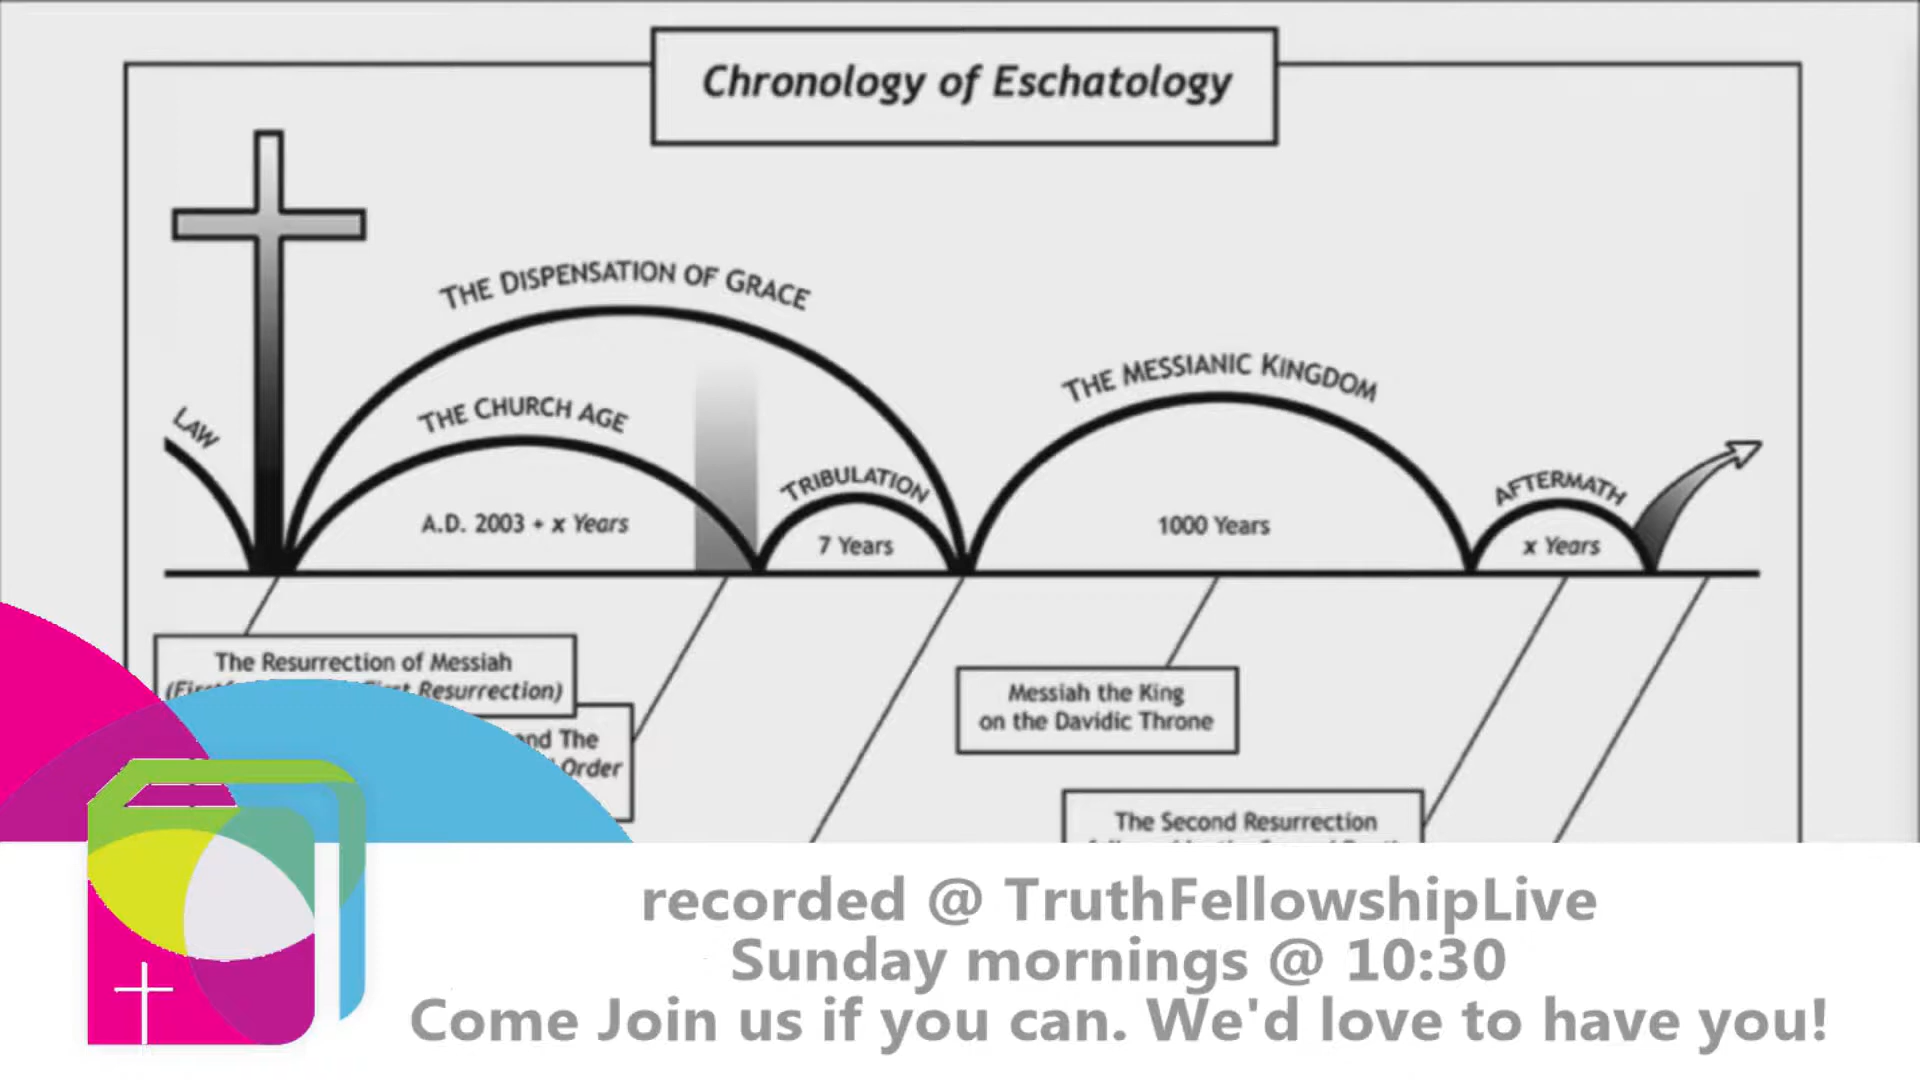 Chronology of Eschatology
THE DISPENSATION OF GRACE
THE MESSIANIC KINGDOM
LAW
THE CHURCH AGE
TRIBULATION
AFTERMATH
A.D. 2003 + x Years
7 Years
1000 Years
x Years
The Resurrection of Messiah
Resurrection)
and The
Order
Messiah the King
on the Davidic Throne
The Second Resurrection
recorded @ TruthFellowshipLive
Sunday mornings @ 10:30
Come Join us if you can. We'd love to have you!